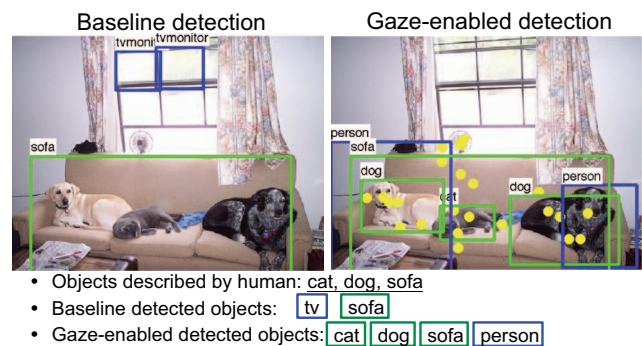 Baseline detection
Gaze-enabled detection
tvmoni tvmonitor
sofa
person
sofa
dog
cat
dog
person
• Objects described by human: cat, dog, sofa
• Baseline detected objects: tv sofa
• Gaze-enabled detected objects: cat dog sofa person